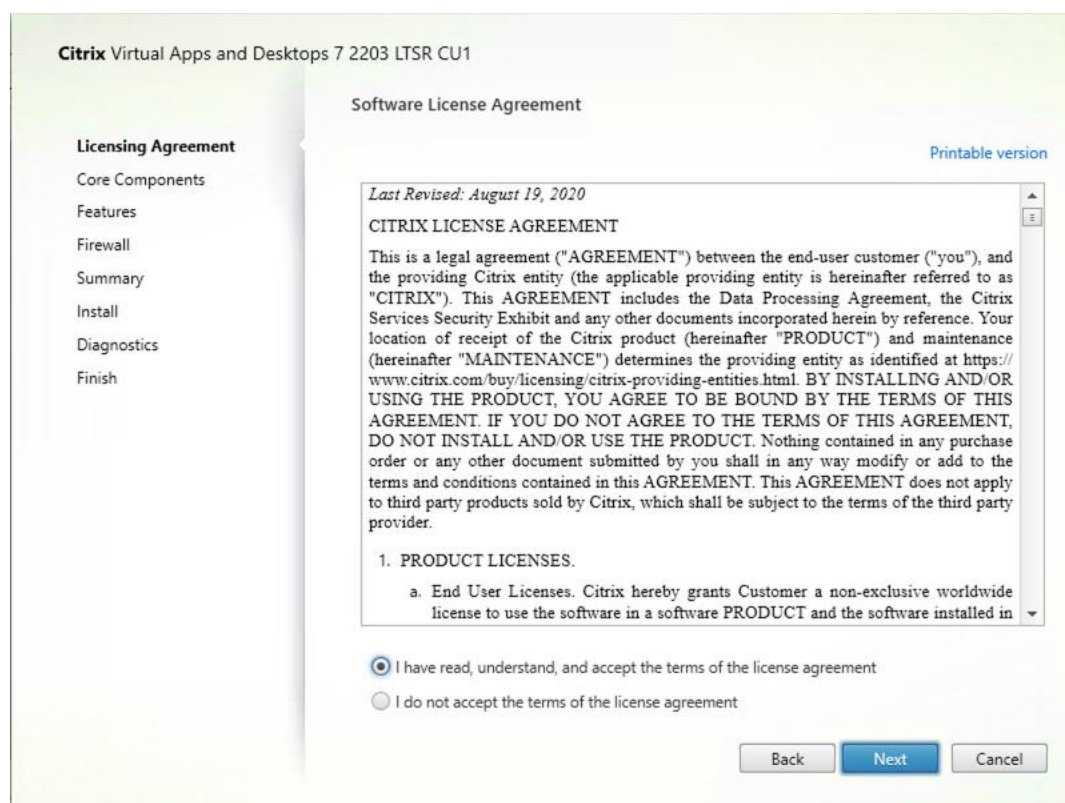 Citrix Virtual Apps and Desktops 7 2203 LTSR CU1
Licensing Agreement
Core Components
Features
Firewall
Summary
Install
Diagnostics
Finish
Software License Agreement
Printable version
Last Revised: August 19, 2020
CITRIX LICENSE AGREEMENT
This is a legal agreement ("AGREEMENT") between the end-user customer ("you"), and
the providing Citrix entity (the applicable providing entity is hereinafter referred to as
"CITRIX"). This AGREEMENT includes the Data Processing Agreement, the Citrix
Services Security Exhibit and any other documents incorporated herein by reference. Your
location of receipt of the Citrix product (hereinafter "PRODUCT") and maintenance
(hereinafter "MAINTENANCE") determines the providing entity as identified at https://
www.citrix.com/buy/licensing/citrix-providing-entities.html. BY INSTALLING AND/OR
USING THE PRODUCT, YOU AGREE TO BE BOUND BY THE TERMS OF THIS
AGREEMENT. IF YOU DO NOT AGREE TO THE TERMS OF THIS AGREEMENT,
DO NOT INSTALL AND/OR USE THE PRODUCT. Nothing contained in any purchase
order or any other document submitted by you shall in any way modify or add to the
terms and conditions contained in this AGREEMENT. This AGREEMENT does not apply
to third party products sold by Citrix, which shall be subject to the terms of the third party
provider.
1. PRODUCT LICENSES.
a. End User Licenses. Citrix hereby grants Customer a non-exclusive worldwide
license to use the software in a software PRODUCT and the software installed in
I have read, understand, and accept the terms of the license agreement
I do not accept the terms of the license agreement
Back
Next
Cancel